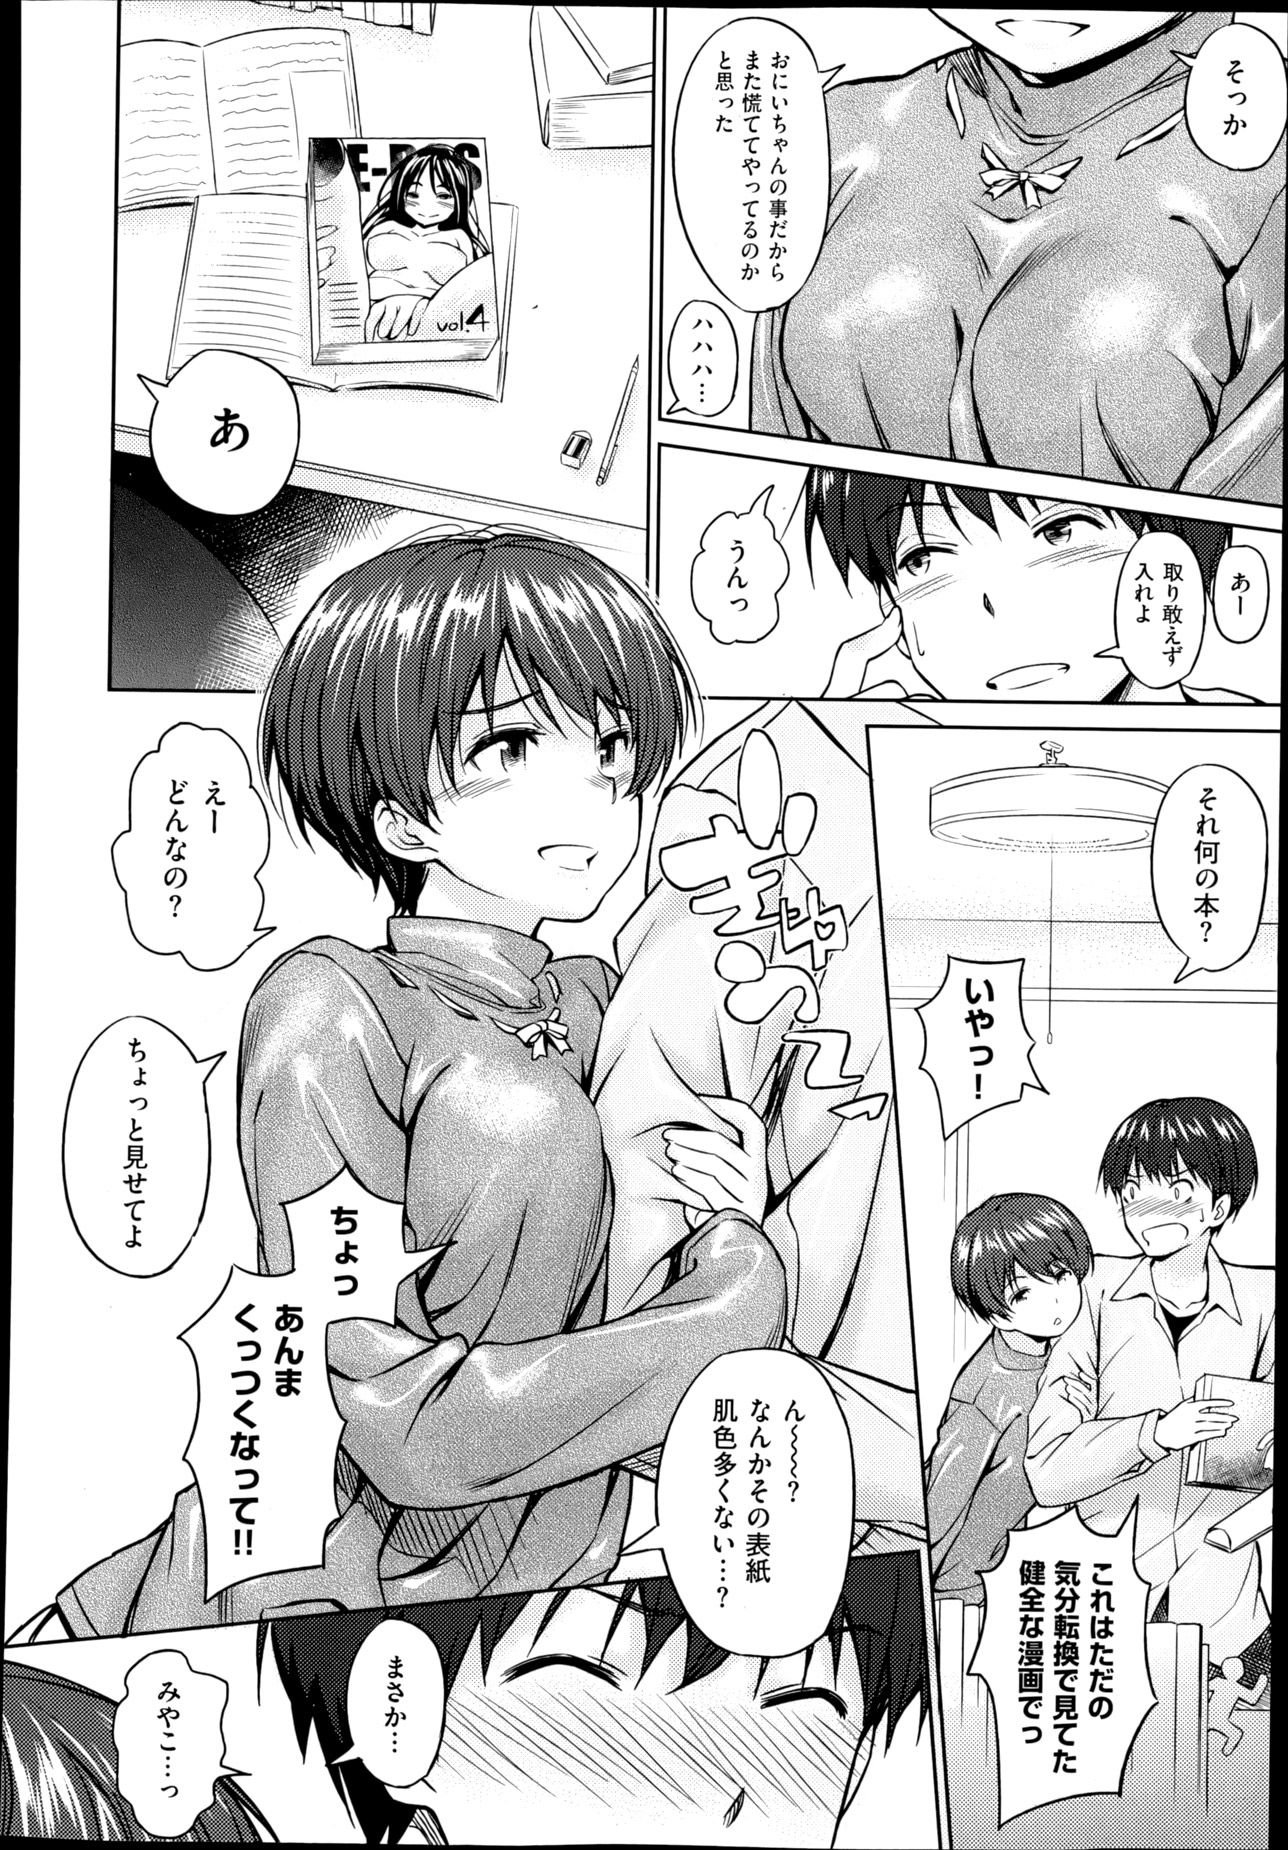 そっか
おにいちゃんの事だから
また慌ててやってるのか
と思った
ハハハ…
あー
取り敢えず
入れよ
うんっ
vol.4
あ
それ何の本？
いやっ！
これはただの
気分転換で見てた
健全な漫画でっ
ぎゅうっ
えー
どんなの？
ちょっと見せてよ
ちょっ
あんま
くっつくなって!!
ん〜〜〜？
なんかその表紙
肌色多くない…？
まさか…
みやこ…っ